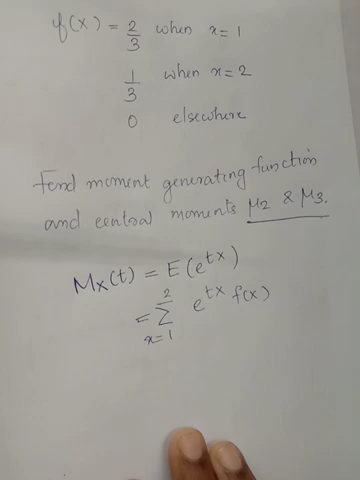 f(x) = 2/3 when x = 1
1/3 when x = 2
0 elsewhere
Find moment generating function
and central moments μ2 & μ3.
Mx(t) = E(e^tx)
= Σ_{x=1}^{2} e^tx f(x)